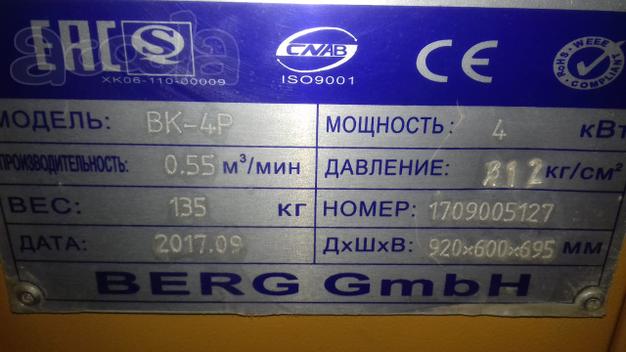 EAC S CNAB CE RoHS WEEE COMPLIANT
XK06-110-00009 ISO9001
МОДЕЛЬ: BK-4P МОЩНОСТЬ: 4 кВт
ПРОИЗВОДИТЕЛЬНОСТЬ: 0.55 м³/мин ДАВЛЕНИЕ: 12 кг/см²
ВЕС: 135 кг НОМЕР: 1709005127
ДАТА: 2017.09 ДхШхВ: 920×600×695 мм
BERG GmbH